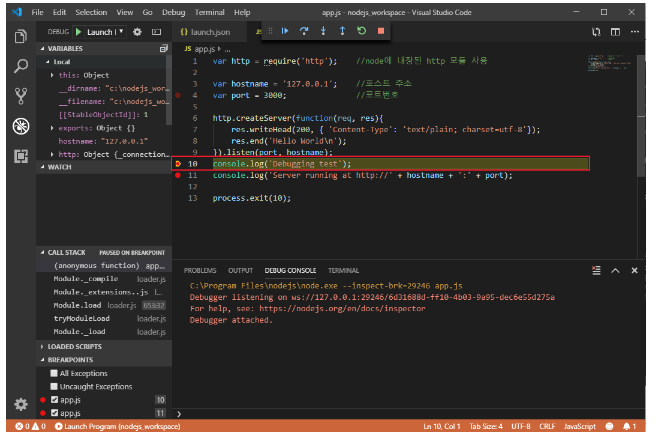 File Edit Selection View Go Debug Terminal Help app.js - nodejs_workspace - Visual Studio Code
DEBUG Launch
launch.json
JS app.js
VARIABLES
Local
this: Object
__dirname: "c:\nodejs_wo...
__filename: "c:\nodejs_w...
[[StableObjectId]]: 1
exports: Object {}
hostname: "127.0.0.1"
http: Object {_connection...
WATCH
CALL STACK PAUSED ON BREAKPOINT
(anonymous function) app...
Module._compile loader.js
Module._extensions..js l...
Module.load loader.js 653:32
tryModuleLoad loader.js
Module._load loader.js
LOADED SCRIPTS
BREAKPOINTS
All Exceptions
Uncaught Exceptions
app.js 10
app.js 11
JS app.js ▸ ...
1 var http = require('http'); //node에 내장된 http 모듈 사용
2
3 var hostname = '127.0.0.1'; //호스트 주소
4 var port = 3000; //포트번호
5
6 http.createServer(function(req, res){
7 res.writeHead(200, { 'Content-Type': 'text/plain; charset=utf-8'});
8 res.end('Hello World\n');
9 }).listen(port, hostname);
10 console.log('Debugging test');
11 console.log('Server running at http://' + hostname + ':' + port);
12
13 process.exit(10);
PROBLEMS OUTPUT DEBUG CONSOLE TERMINAL
C:\Program Files\nodejs\node.exe --inspect-brk=29246 app.js
Debugger listening on ws://127.0.0.1:29246/6d31688d-ff10-4b03-9a95-dec6e55d275a
For help, see: https://nodejs.org/en/docs/inspector
Debugger attached.
0 0 Launch Program (nodejs_workspace) Ln 10, Col 1 Tab Size: 4 UTF-8 CRLF JavaScript 1